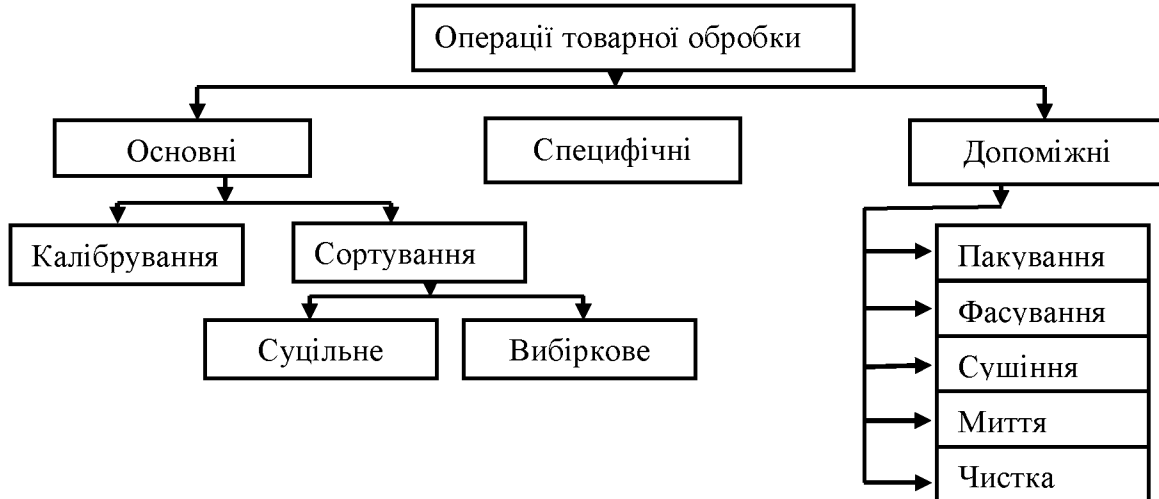 Операції товарної обробки
Основні
Специфічні
Допоміжні
Калібрування
Сортування
Суцільне
Вибіркове
Пакування
Фасування
Сушіння
Миття
Чистка